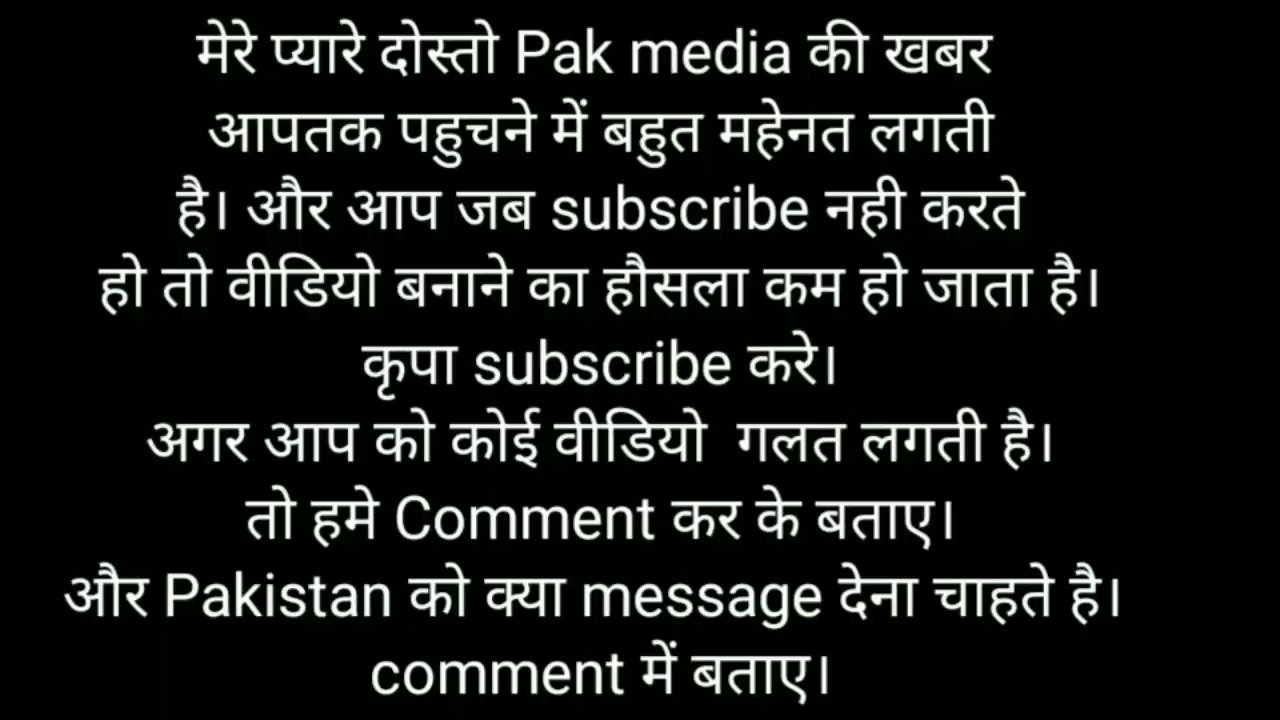 मेरे प्यारे दोस्तो Pak media की खबर
आपतक पहुचने में बहुत महेनत लगती
है। और आप जब subscribe नही करते
हो तो वीडियो बनाने का हौसला कम हो जाता है।
कृपा subscribe करे।
अगर आप को कोई वीडियो गलत लगती है।
तो हमे Comment कर के बताए।
और Pakistan को क्या message देना चाहते है।
comment में बताए।